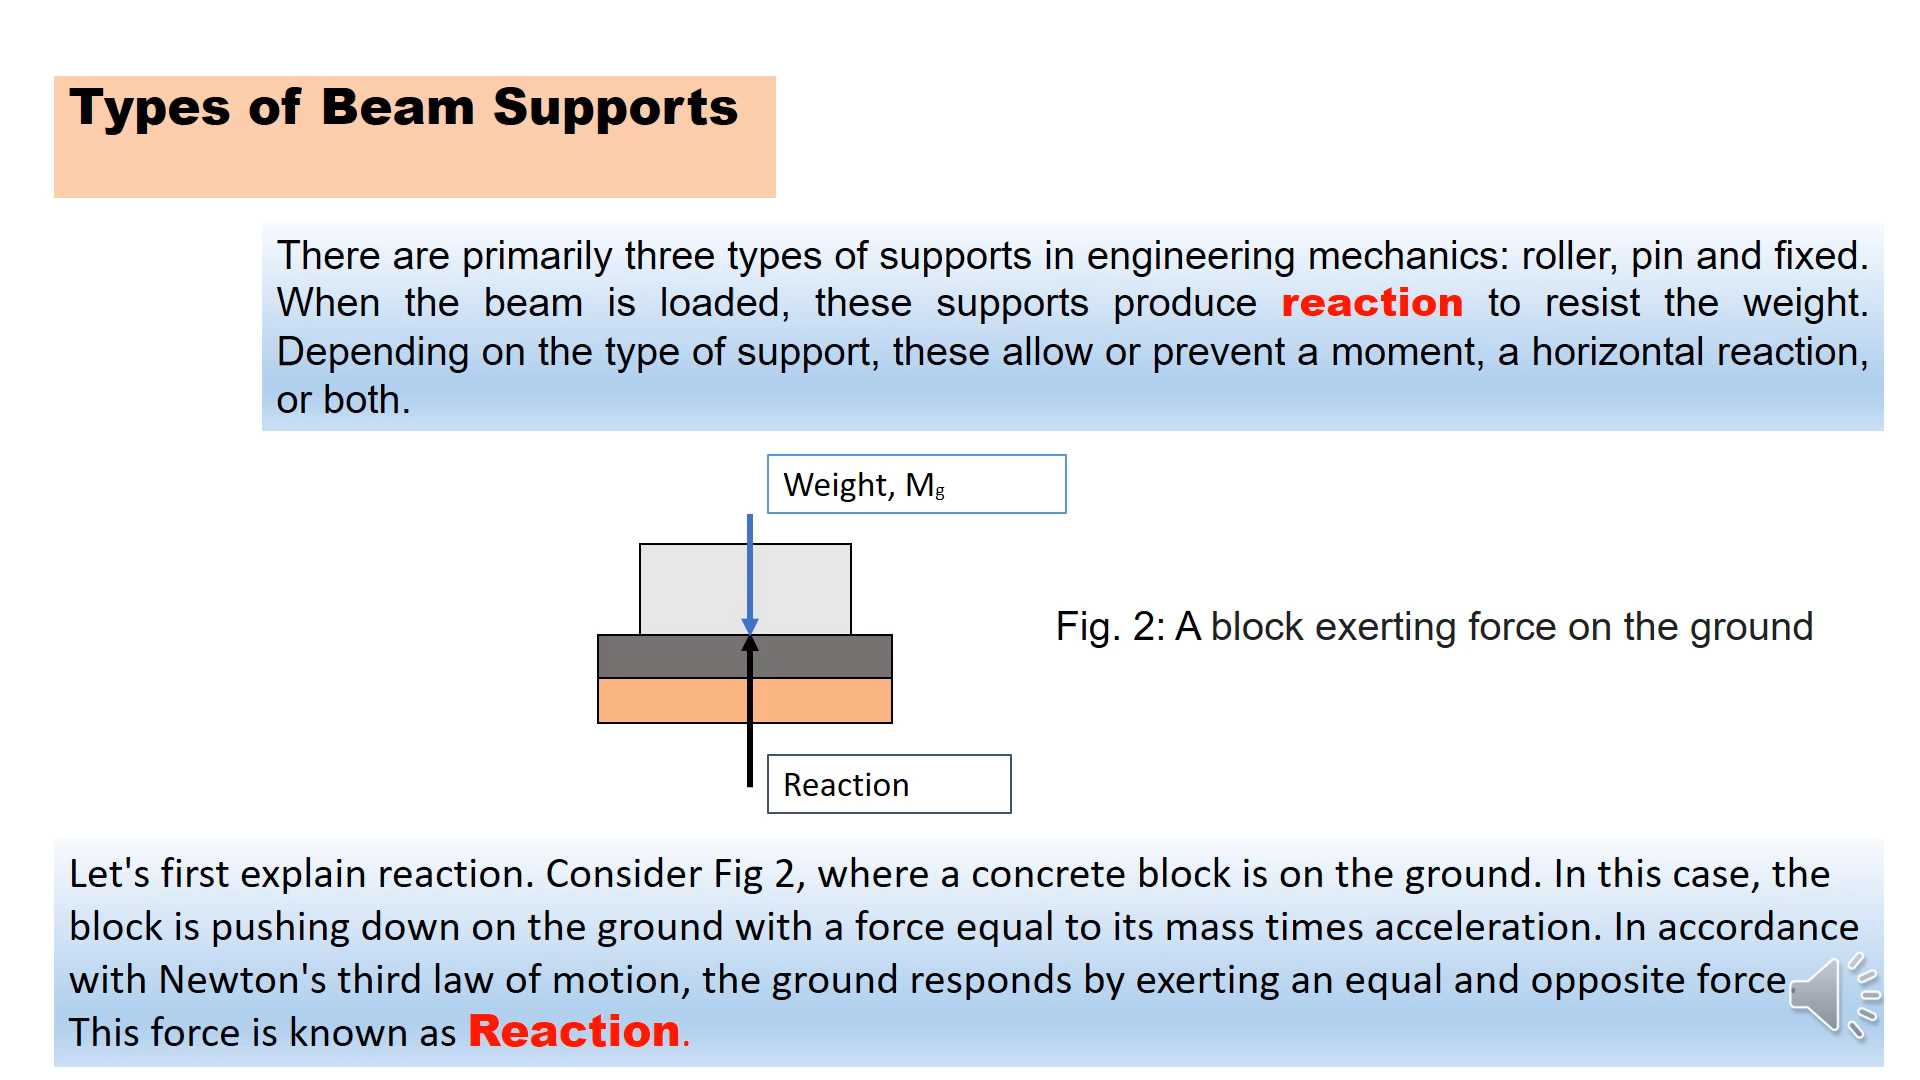 Types of Beam Supports
There are primarily three types of supports in engineering mechanics: roller, pin and fixed.
When the beam is loaded, these supports produce reaction to resist the weight.
Depending on the type of support, these allow or prevent a moment, a horizontal reaction,
or both.
Weight, Mg
Fig. 2: A block exerting force on the ground
Reaction
Let's first explain reaction. Consider Fig 2, where a concrete block is on the ground. In this case, the
block is pushing down on the ground with a force equal to its mass times acceleration. In accordance
with Newton's third law of motion, the ground responds by exerting an equal and opposite force.
This force is known as Reaction.